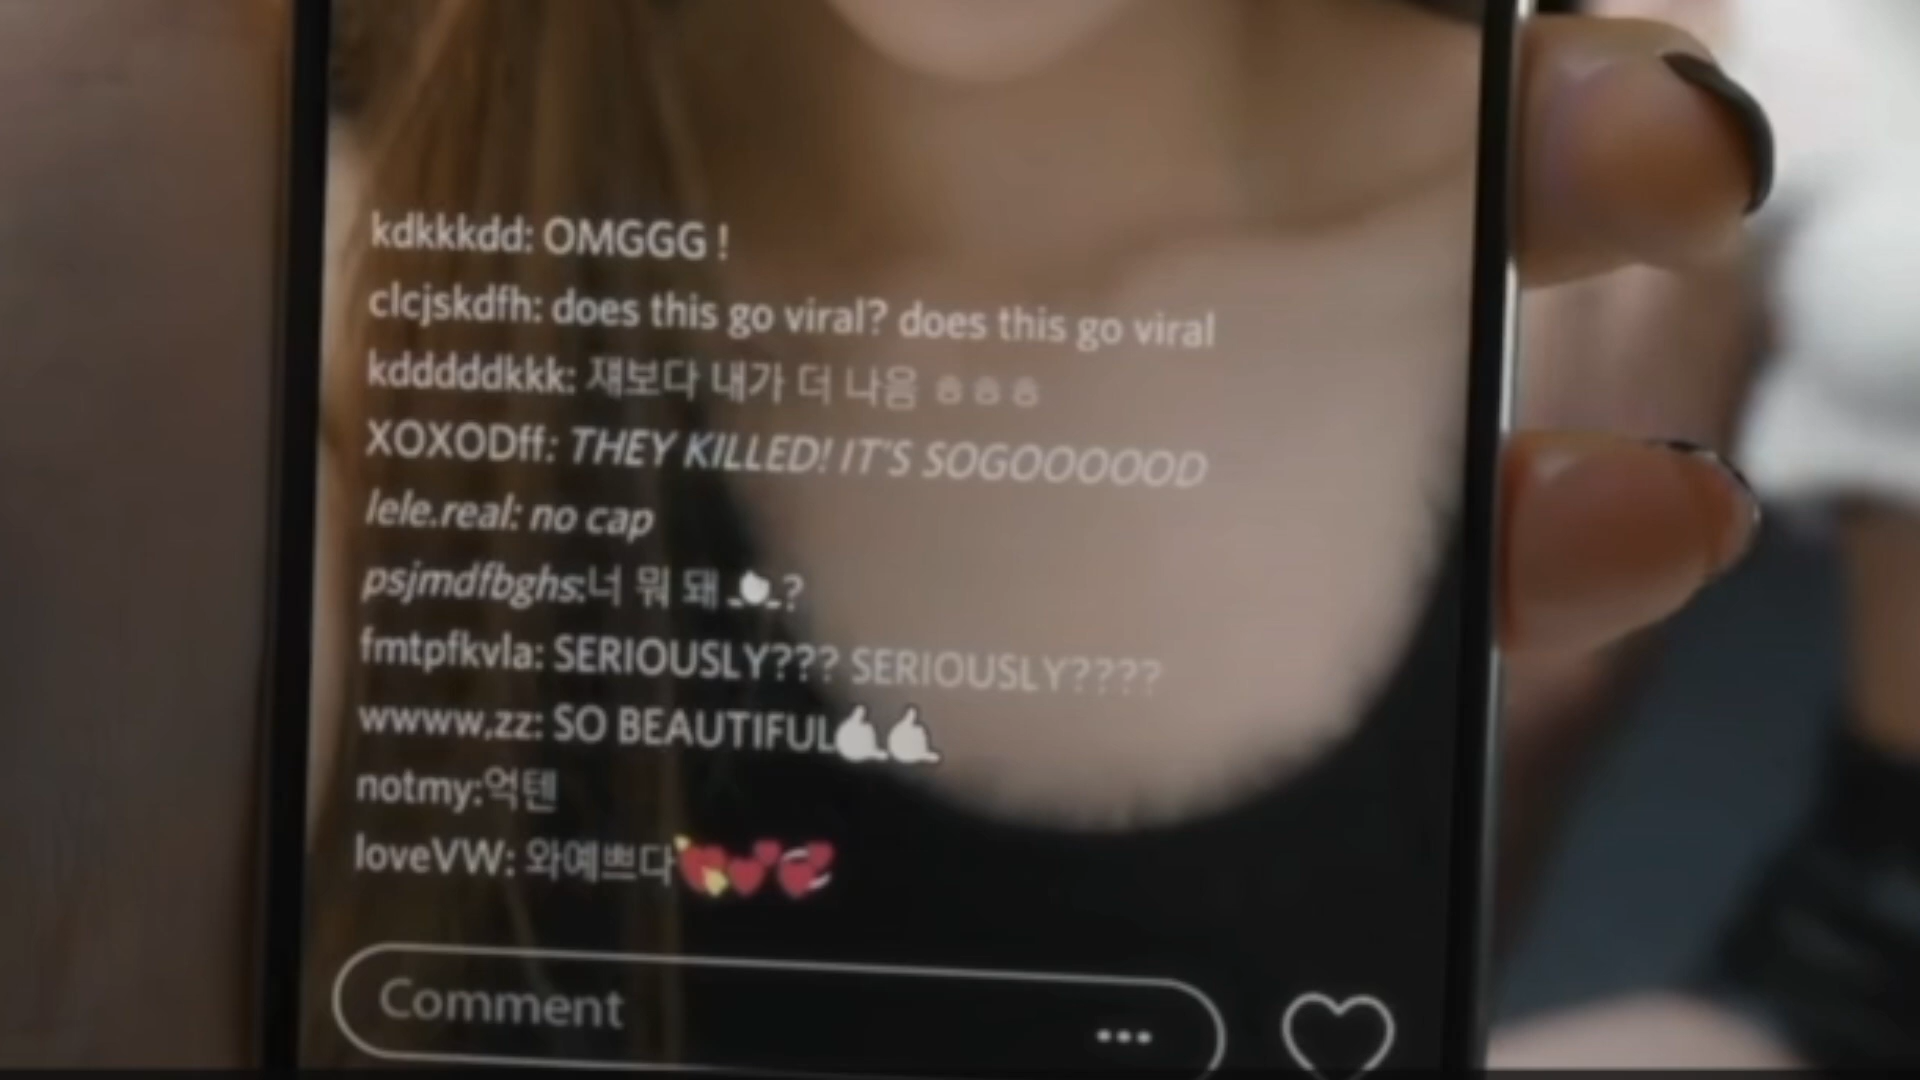 kdkkkdd: OMGGG !
clcjskdfh: does this go viral? does this go viral
kdddddkkk:쟤보다 내가 더 나음 ㅎㅎㅎ
XOXODff: THEY KILLED! IT'S SOGOOOOOD
lele.real: no cap
psjmdfbghs:너 뭐 돼 ?
fmtpfkvla: SERIOUSLY??? SERIOUSLY????
wwww,zz: SO BEAUTIFUL🤙🤙
notmy:억텐
loveVW: 와예쁘다💘💕💞
Comment ...